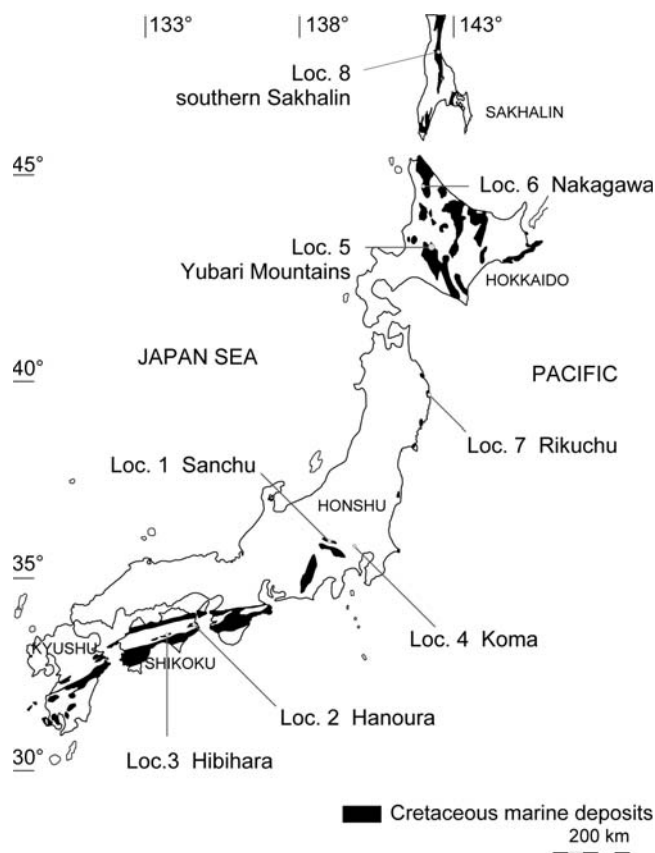 133° 138° 143°
Loc. 8
southern Sakhalin
SAKHALIN
45°
Loc. 6 Nakagawa
Loc. 5
Yubari Mountains
HOKKAIDO
JAPAN SEA
40°
PACIFIC
Loc. 7 Rikuchu
Loc. 1 Sanchu
HONSHU
35°
Loc. 4 Koma
KYUSHU
SHIKOKU
Loc. 2 Hanoura
Loc.3 Hibihara
30°
Cretaceous marine deposits
200 km